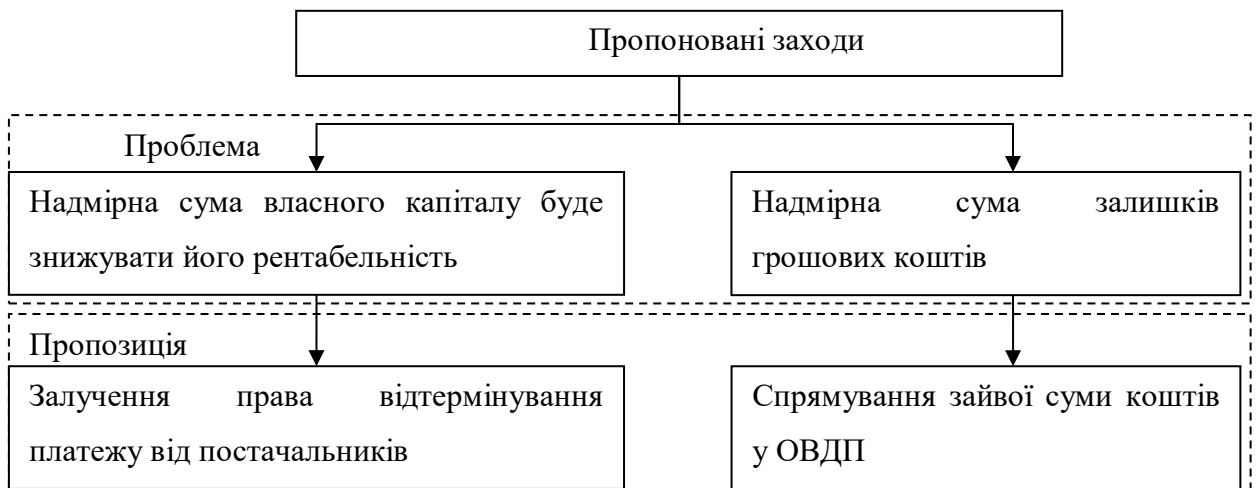 Пропоновані заходи
Проблема
Надмірна сума власного капіталу буде
знижувати його рентабельність
Надмірна сума залишків
грошових коштів
Пропозиція
Залучення права відтермінування
платежу від постачальників
Спрямування зайвої суми коштів
у ОВДП